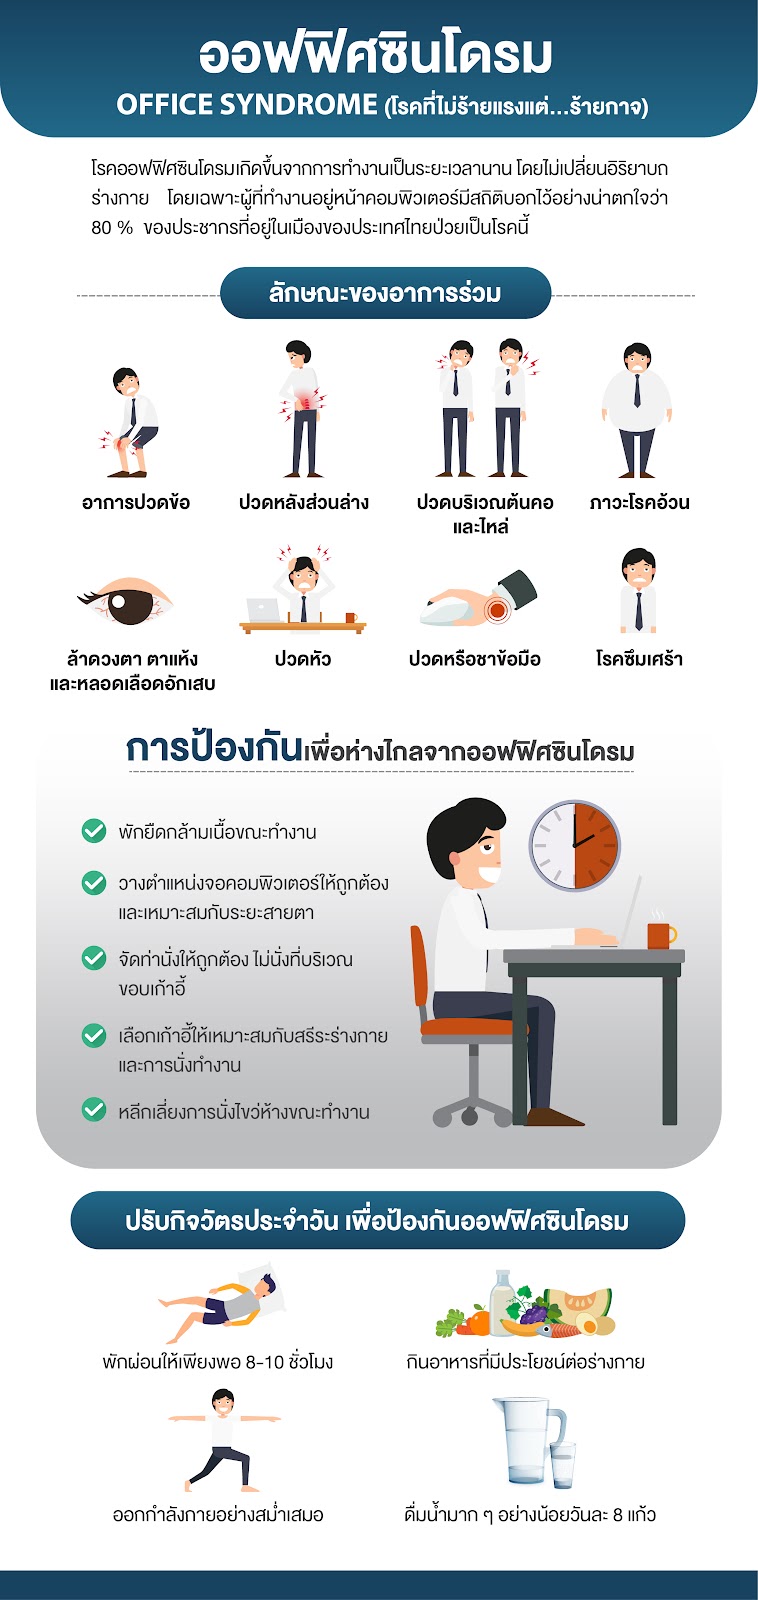 ออฟฟิศซินโดรม
OFFICE SYNDROME (โรคที่ไม่ร้ายแรงแต่...ร้ายกาจ)
โรคออฟฟิศซินโดรมเกิดขึ้นจากการทำงานเป็นระยะเวลานาน โดยไม่เปลี่ยนอิริยาบถ
ร่างกาย โดยเฉพาะผู้ที่ทำงานอยู่หน้าคอมพิวเตอร์มีสถิติบอกไว้อย่างน่าตกใจว่า
80 % ของประชากรที่อยู่ในเมืองของประเทศไทยป่วยเป็นโรคนี้
ลักษณะของอาการร่วม
อาการปวดข้อ
ปวดหลังส่วนล่าง
ปวดบริเวณต้นคอ
และไหล่
ภาวะโรคอ้วน
ล้าดวงตา ตาแห้ง
และหลอดเลือดอักเสบ
ปวดหัว
ปวดหรือชาข้อมือ
โรคซึมเศร้า
การป้องกันเพื่อห่างไกลจากออฟฟิศซินโดรม
พักยืดกล้ามเนื้อขณะทำงาน
วางตำแหน่งจอคอมพิวเตอร์ให้ถูกต้อง
และเหมาะสมกับระยะสายตา
จัดท่านั่งให้ถูกต้อง ไม่นั่งที่บริเวณ
ขอบเก้าอี้
เลือกเก้าอี้ให้เหมาะสมกับสรีระร่างกาย
และการนั่งทำงาน
หลีกเลี่ยงการนั่งไขว่ห้างขณะทำงาน
ปรับกิจวัตรประจำวัน เพื่อป้องกันออฟฟิศซินโดรม
พักผ่อนให้เพียงพอ 8-10 ชั่วโมง
กินอาหารที่มีประโยชน์ต่อร่างกาย
ออกกำลังกายอย่างสม่ำเสมอ
ดื่มน้ำมาก ๆ อย่างน้อยวันละ 8 แก้ว